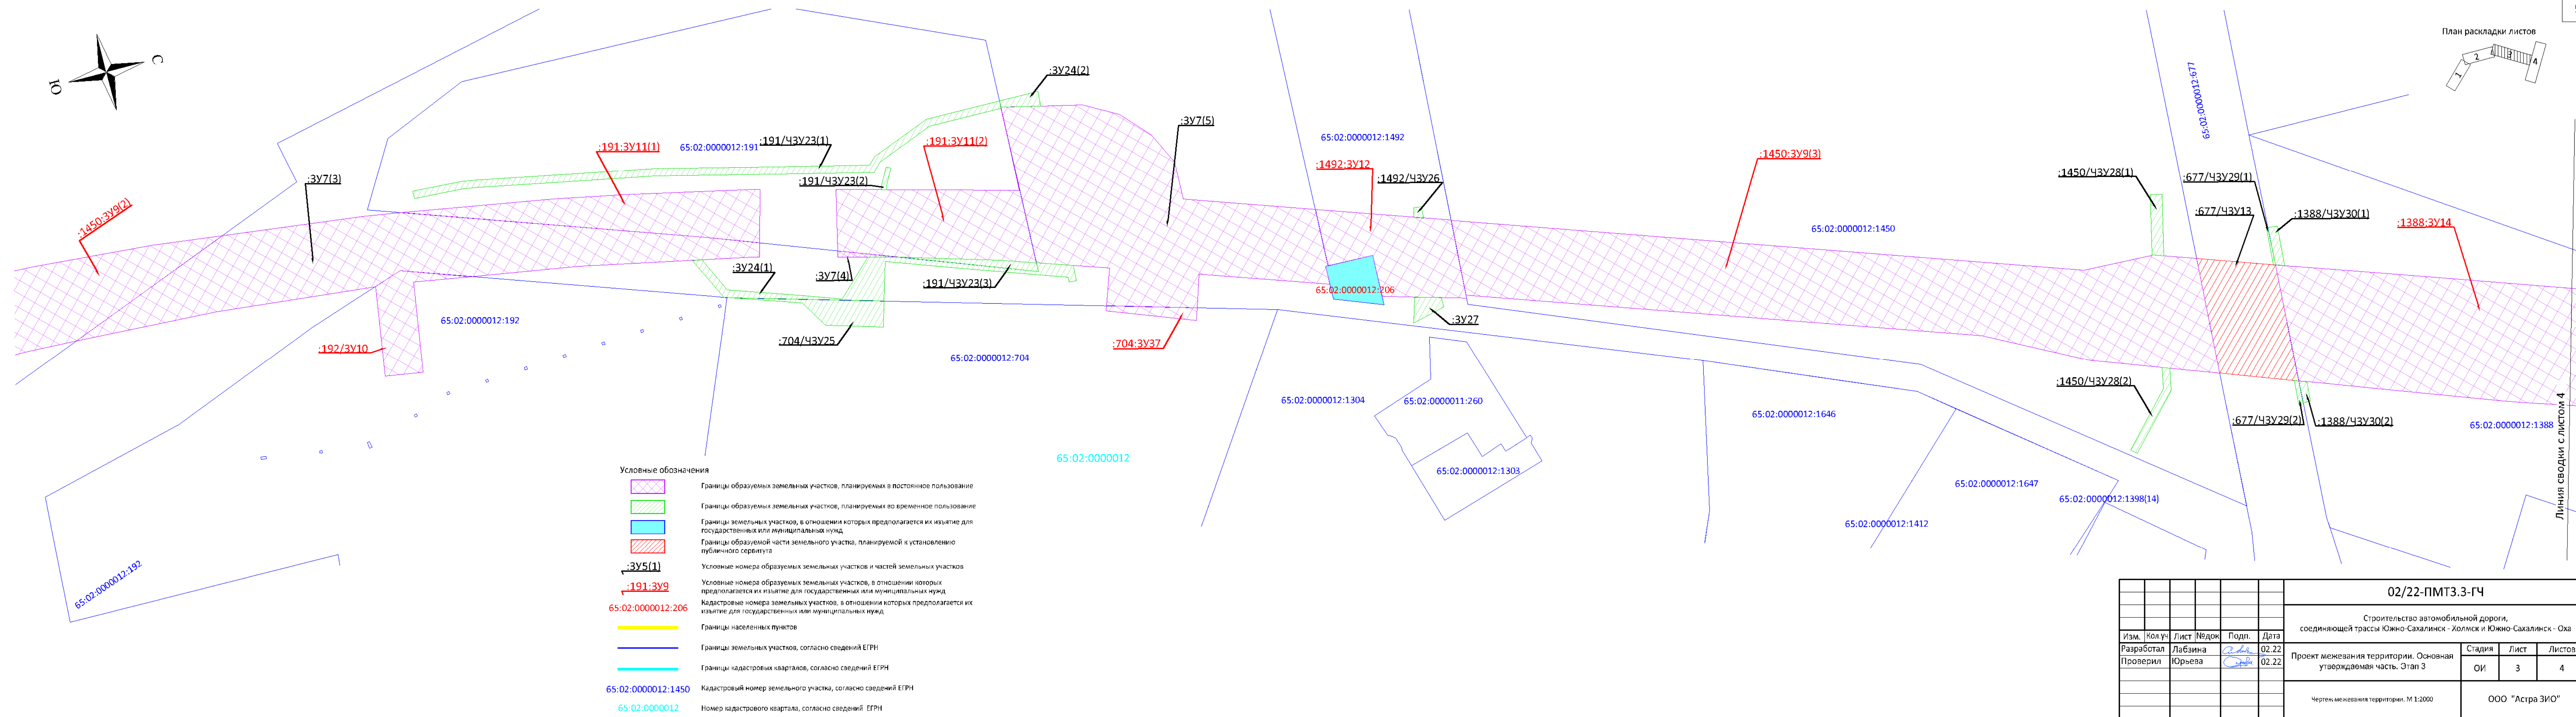 План раскладки листов
1
2
3
4
С
Ю
:ЗУ24(2)
65:02:0000012:677
:ЗУ7(5)
65:02:0000012:1492
:191/ЧЗУ23(1)
:191:ЗУ11(2)
:191:ЗУ11(1)
65:02:0000012:191
:1450:ЗУ9(3)
:1492:ЗУ12
:1450/ЧЗУ28(1)
:677/ЧЗУ29(1)
:ЗУ7(3)
:191/ЧЗУ23(2)
:1492/ЧЗУ26
:1450:ЗУ9(2)
:677/ЧЗУ13
:1388/ЧЗУ30(1)
:1388:ЗУ14
65:02:0000012:1450
:ЗУ24(1)
:ЗУ7(4)
:191/ЧЗУ23(3)
65:02:0000012:206
65:02:0000012:192
:ЗУ27
:192/ЗУ10
:704/ЧЗУ25
:704:ЗУ37
65:02:0000012:704
:1450/ЧЗУ28(2)
65:02:0000012:1304
65:02:0000011:260
65:02:0000012:1646
:677/ЧЗУ29(2)
:1388/ЧЗУ30(2)
65:02:0000012:1388
Линия сводки с листом 4
65:02:0000012
65:02:0000012:1303
65:02:0000012:1647
65:02:0000012:1398(14)
65:02:0000012:1412
65:02:0000012:192
Условные обозначения
Границы образуемых земельных участков, планируемых в постоянное пользование
Границы образуемых земельных участков, планируемых во временное пользование
Границы земельных участков, в отношении которых предполагается их изъятие для
государственных или муниципальных нужд
Границы образуемой части земельного участка, планируемой к установлению
публичного сервитута
:ЗУ5(1) Условные номера образуемых земельных участков и частей земельных участков
:191:ЗУ9 Условные номера образуемых земельных участков, в отношении которых
предполагается их изъятие для государственных или муниципальных нужд
65:02:0000012:206 Кадастровые номера земельных участков, в отношении которых предполагается их
изъятие для государственных или муниципальных нужд
Границы населенных пунктов
Границы земельных участков, согласно сведений ЕГРН
Границы кадастровых кварталов, согласно сведений ЕГРН
65:02:0000012:1450 Кадастровый номер земельного участка, согласно сведений ЕГРН
65:02:0000012 Номер кадастрового квартала, согласно сведений ЕГРН
02/22-ПМТ3.3-ГЧ
Строительство автомобильной дороги,
соединяющей трассы Южно-Сахалинск - Холмск и Южно-Сахалинск - Оха
Изм. Кол.уч Лист №док Подп. Дата
Разработал Лабзина 02.22
Проверил Юрьева 02.22
Проект межевания территории. Основная
утверждаемая часть. Этап 3
Стадия Лист Листов
ОИ 3 4
Чертеж межевания территории. М 1:2000
ООО "Астра ЗИО"